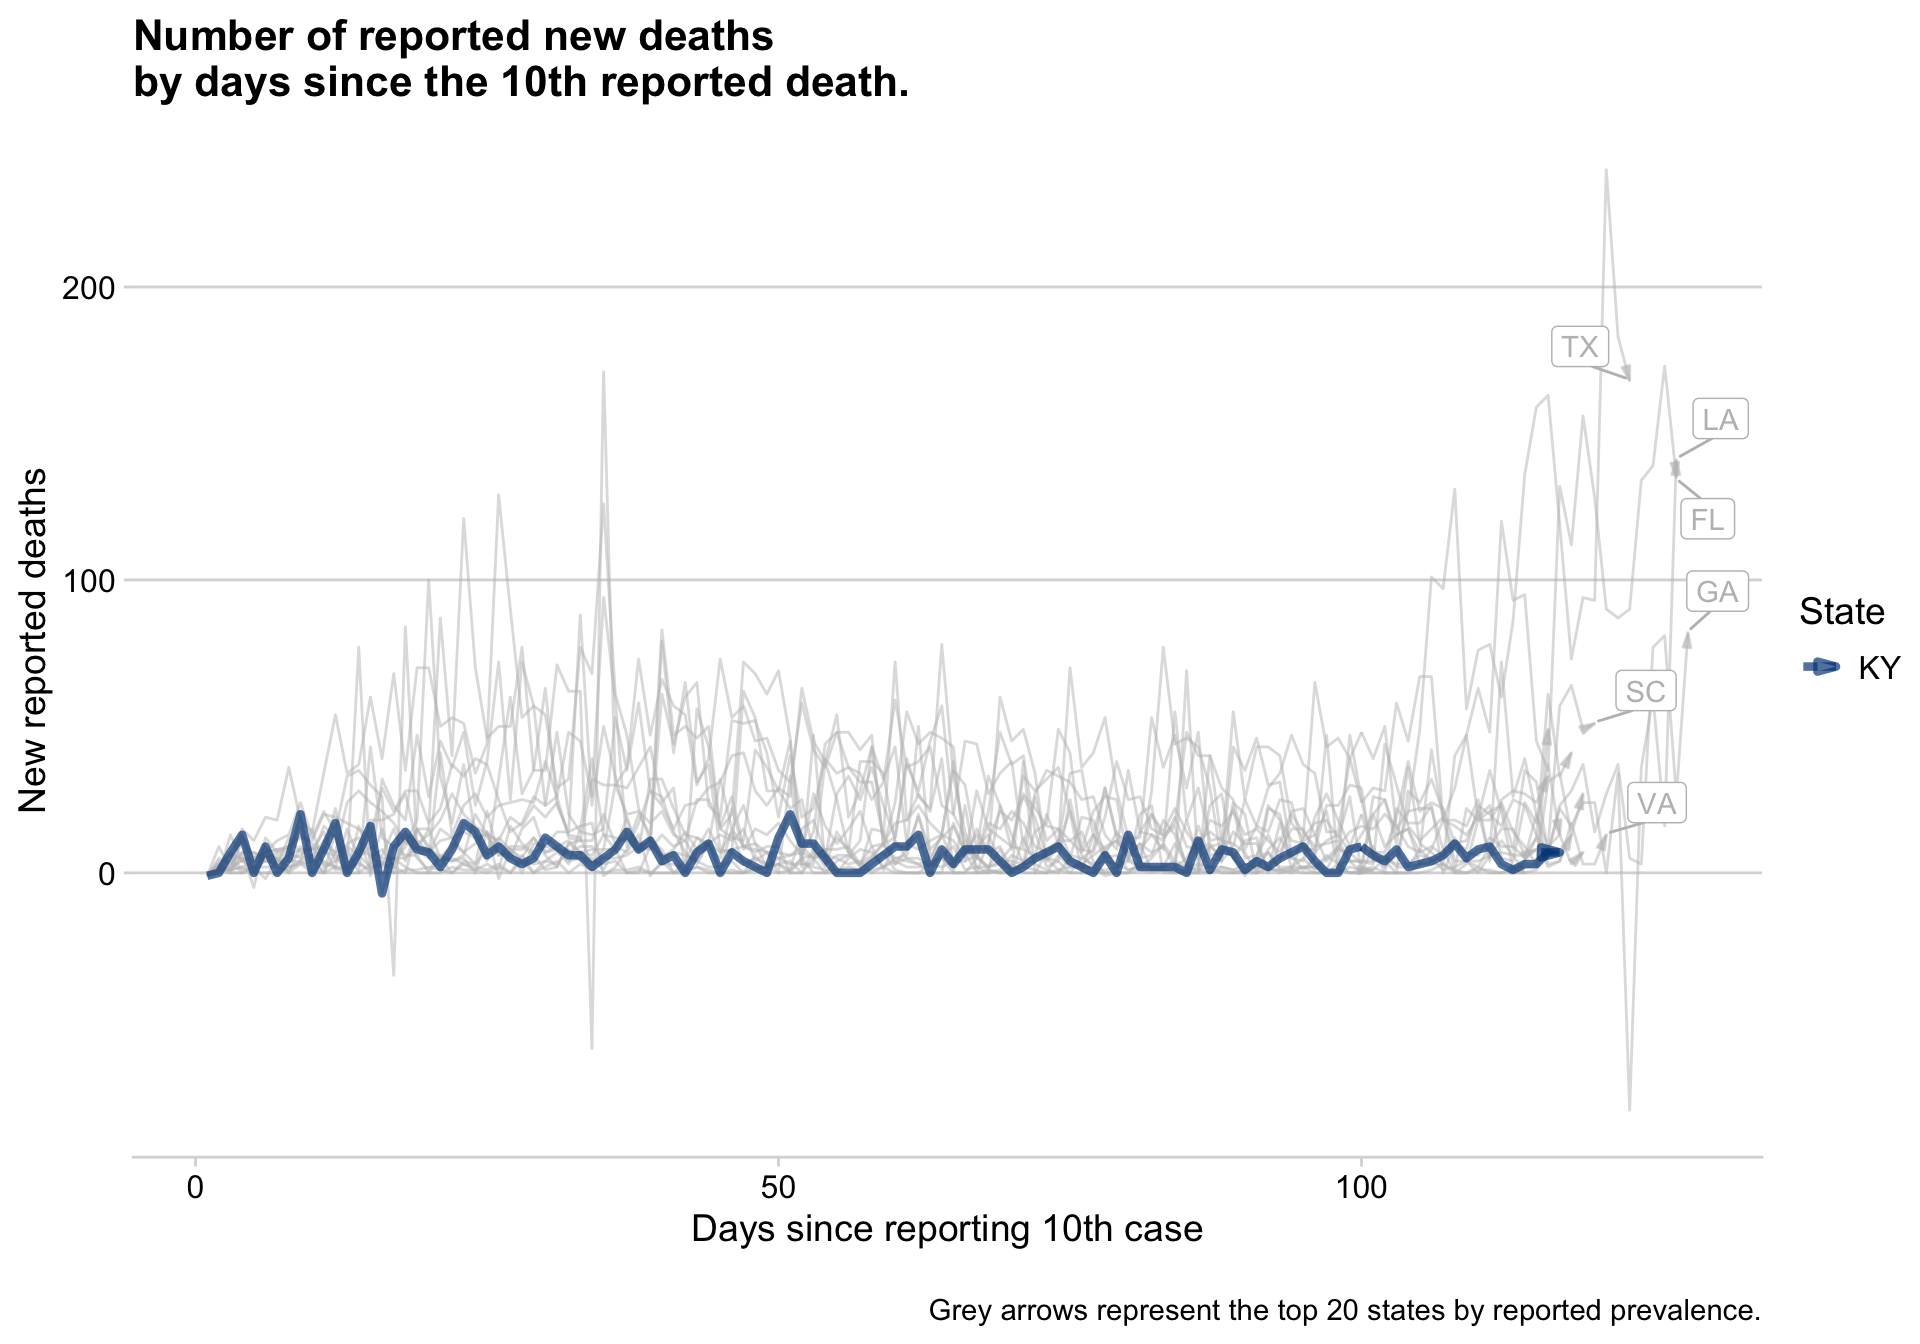 Number of reported new deaths
by days since the 10th reported death.
New reported deaths
200
100
0
TX
LA
FL
GA
SC
VA
State
KY
0
50
100
Days since reporting 10th case
Grey arrows represent the top 20 states by reported prevalence.